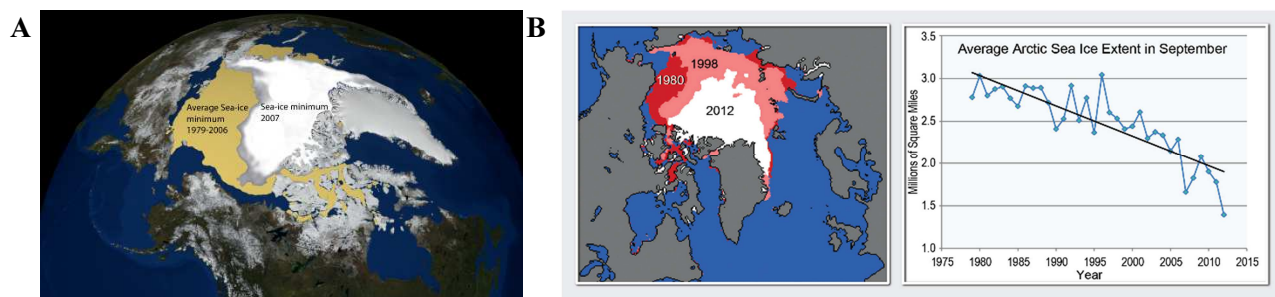 A
Average Sea-ice
minimum
1979-2006
Sea-ice minimum
2007
B
1980
1998
2012
Average Arctic Sea Ice Extent in September
Millions of Square Miles
3.5
3.0
2.5
2.0
1.5
1.0
1975 1980 1985 1990 1995 2000 2005 2010 2015
Year